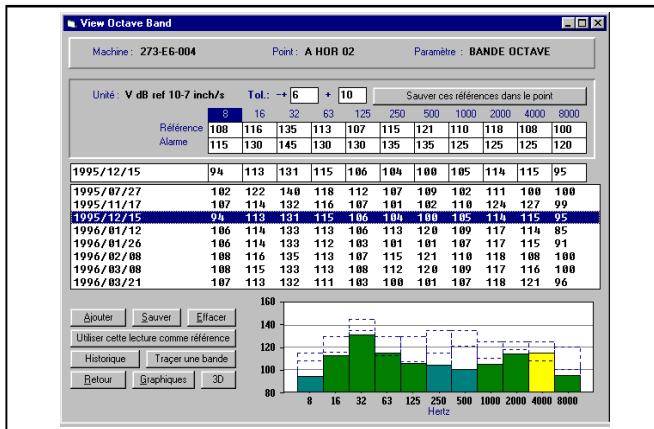 View Octave Band
Machine : 273-E6-004 Point : A HOR 02 Paramètre : BANDE OCTAVE
Unité : V dB ref 10-7 inch/s Tol.: -+ 6 + 10 Sauver ces références dans le point
8 16 32 63 125 250 500 1000 2000 4000 8000
Référence 108 116 135 113 107 115 121 110 118 108 100
Alarme 115 130 145 130 130 135 135 125 125 125 120
1995/12/15 94 113 131 115 106 104 100 105 114 115 95
1995/07/27 102 122 140 118 112 107 109 102 111 100 100
1995/11/17 107 114 132 116 107 101 102 110 124 127 99
1995/12/15 94 113 131 115 106 104 100 105 114 115 95
1996/01/12 106 114 133 113 106 113 120 109 117 114 85
1996/01/26 106 114 133 112 103 101 101 107 117 115 91
1996/02/08 108 116 135 113 107 115 121 110 118 108 100
1996/03/08 108 115 133 113 108 112 120 109 117 116 100
1996/03/21 107 113 132 111 103 100 101 107 118 121 96
Ajouter Sauver Effacer
Utiliser cette lecture comme référence
Historique Traçer une bande
Retour Graphiques 3D
160
140
120
100
80
8 16 32 63 125 250 500 1000 2000 4000 8000
Hertz